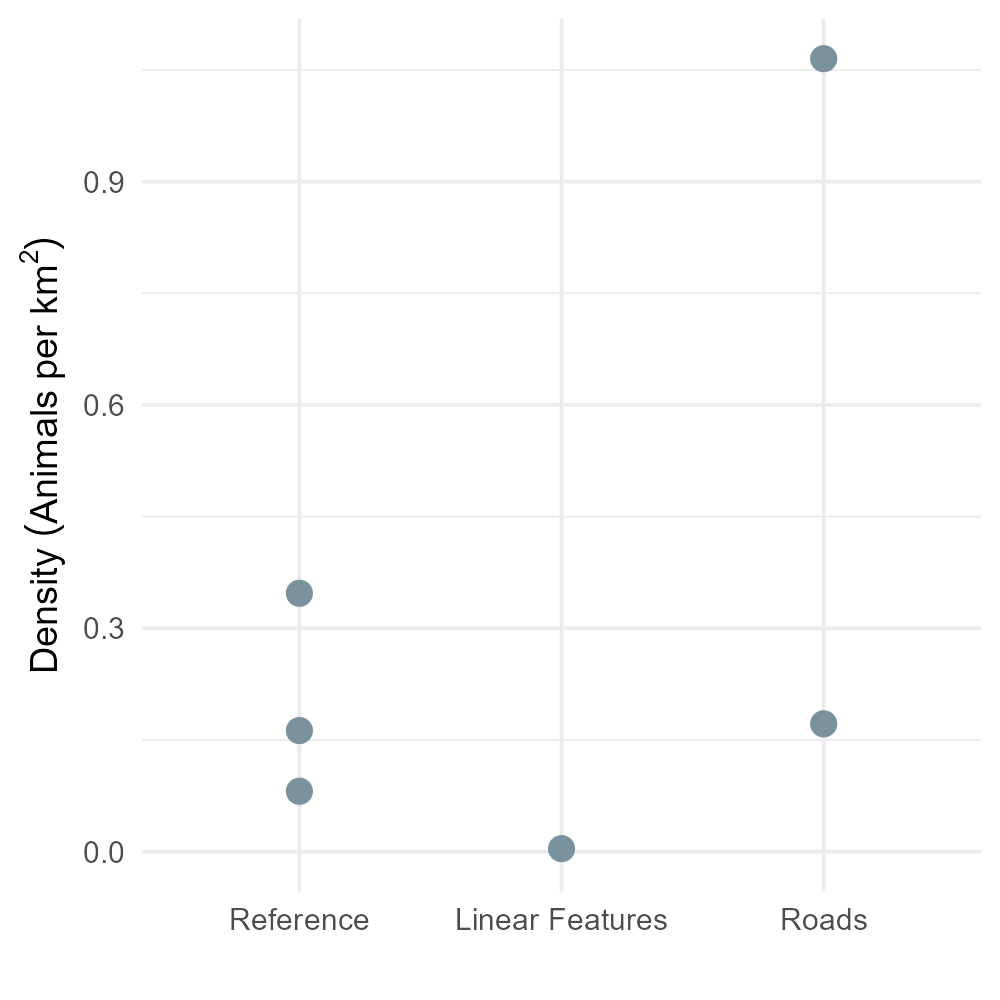 Density (Animals per km²)
0.9
0.6
0.3
0.0
Reference
Linear Features
Roads